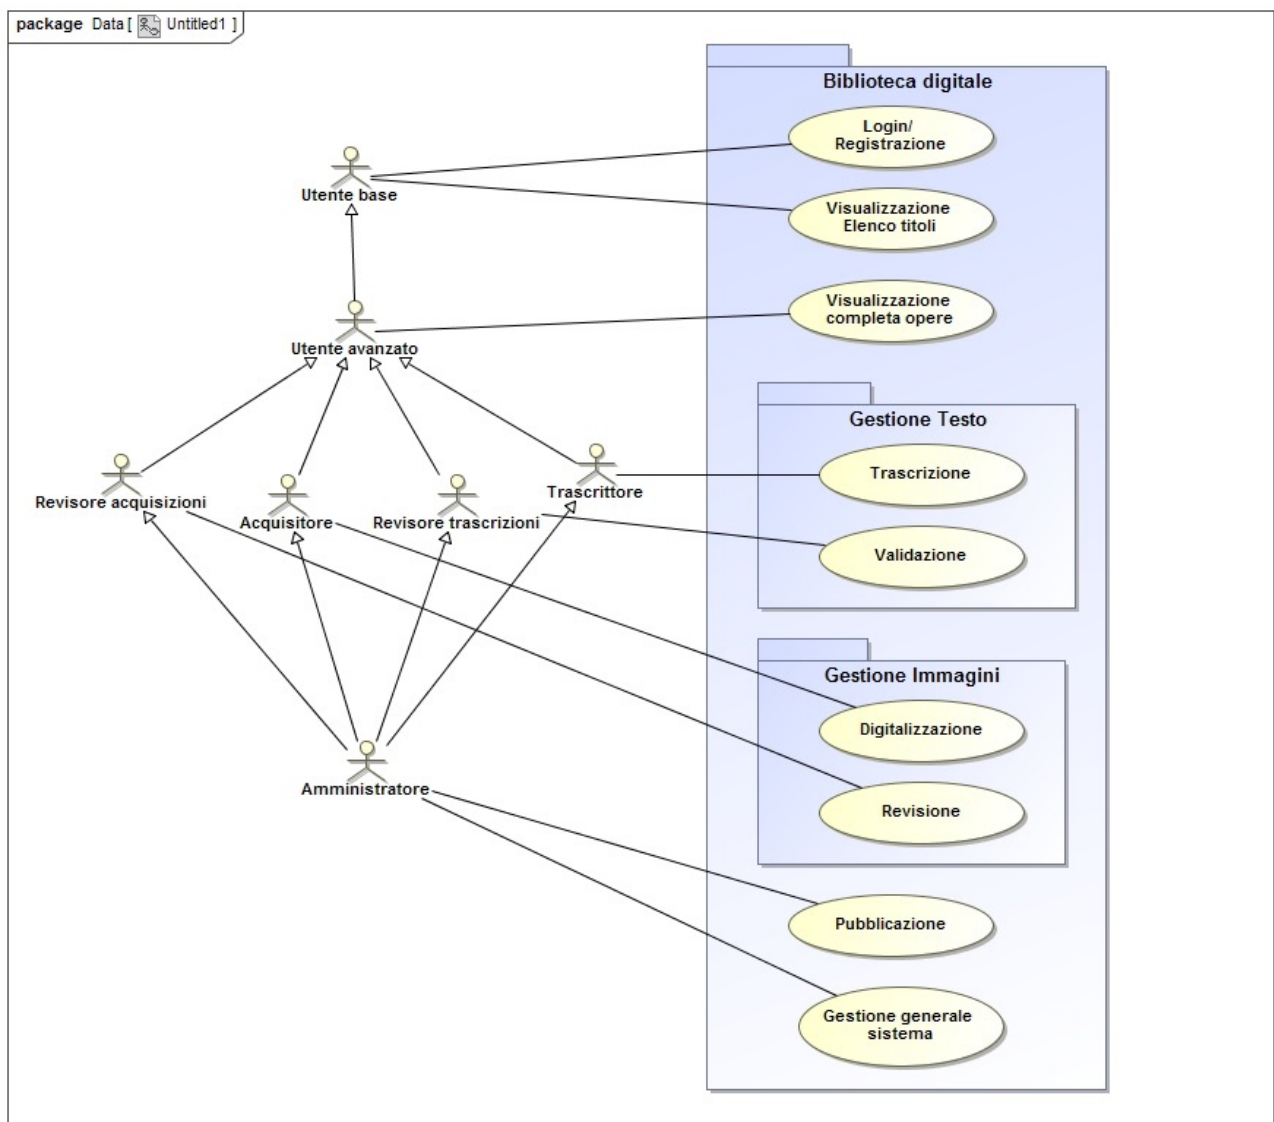 package Data [ Untitled1 ]
Biblioteca digitale
Login/
Registrazione
Utente base
Visualizzazione
Elenco titoli
Visualizzazione
completa opere
Utente avanzato
Gestione Testo
Trascrizione
Trascrittore
Revisore acquisizioni
Acquisitore
Revisore trascrizioni
Validazione
Gestione Immagini
Digitalizzazione
Amministratore
Revisione
Pubblicazione
Gestione generale
sistema